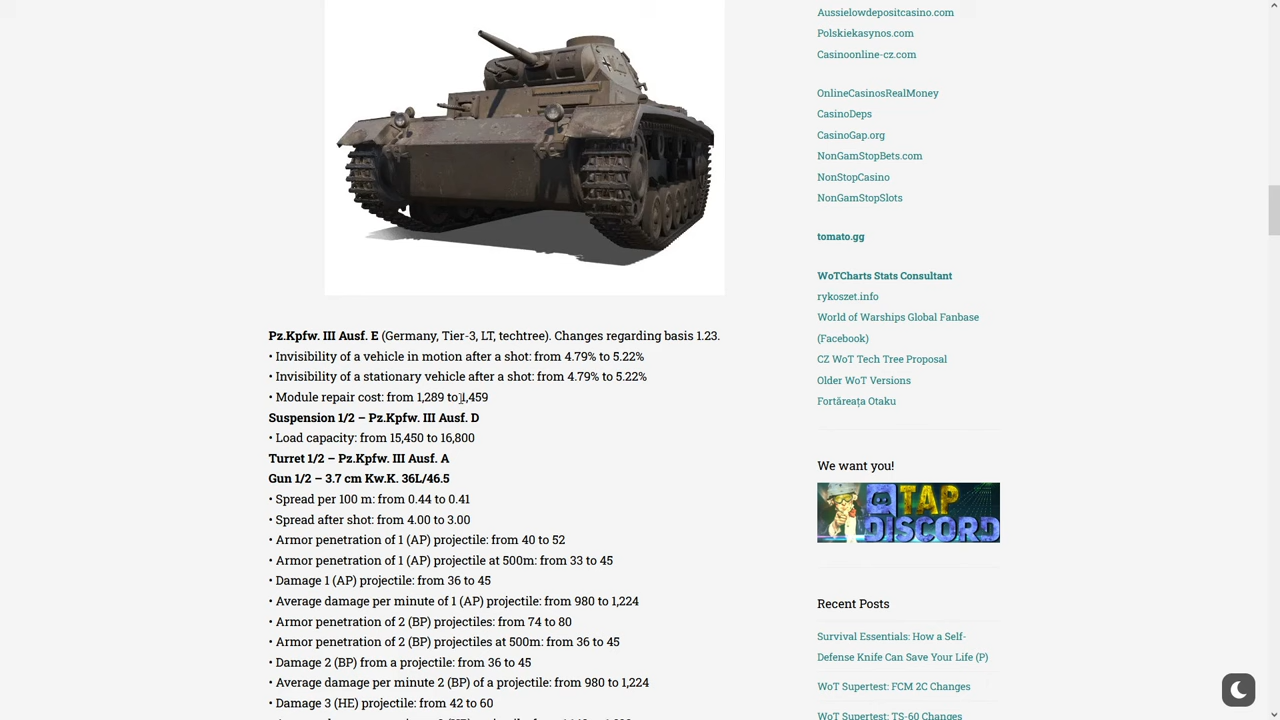 Aussielowdepositcasino.com
Polskiekasynos.com
Casinoonline-cz.com
OnlineCasinosRealMoney
CasinoDeps
CasinoGap.org
NonGamStopBets.com
NonStopCasino
NonGamStopSlots
tomato.gg
WoTCharts Stats Consultant
rykoszet.info
World of Warships Global Fanbase
(Facebook)
CZ WoT Tech Tree Proposal
Older WoT Versions
Fortăreața Otaku
Pz.Kpfw. III Ausf. E (Germany, Tier-3, LT, techtree). Changes regarding basis 1.23.
• Invisibility of a vehicle in motion after a shot: from 4.79% to 5.22%
• Invisibility of a stationary vehicle after a shot: from 4.79% to 5.22%
• Module repair cost: from 1,289 to 1,459
Suspension 1/2 – Pz.Kpfw. III Ausf. D
• Load capacity: from 15,450 to 16,800
Turret 1/2 – Pz.Kpfw. III Ausf. A
Gun 1/2 – 3.7 cm Kw.K. 36L/46.5
• Spread per 100 m: from 0.44 to 0.41
• Spread after shot: from 4.00 to 3.00
• Armor penetration of 1 (AP) projectile: from 40 to 52
• Armor penetration of 1 (AP) projectile at 500m: from 33 to 45
• Damage 1 (AP) projectile: from 36 to 45
• Average damage per minute of 1 (AP) projectile: from 980 to 1,224
• Armor penetration of 2 (BP) projectiles: from 74 to 80
• Armor penetration of 2 (BP) projectiles at 500m: from 36 to 45
• Damage 2 (BP) from a projectile: from 36 to 45
• Average damage per minute 2 (BP) of a projectile: from 980 to 1,224
• Damage 3 (HE) projectile: from 42 to 60
We want you!
TAP
DISCORD
Recent Posts
Survival Essentials: How a Self-
Defense Knife Can Save Your Life (P)
WoT Supertest: FCM 2C Changes
WoT Supertest: TS-60 Changes